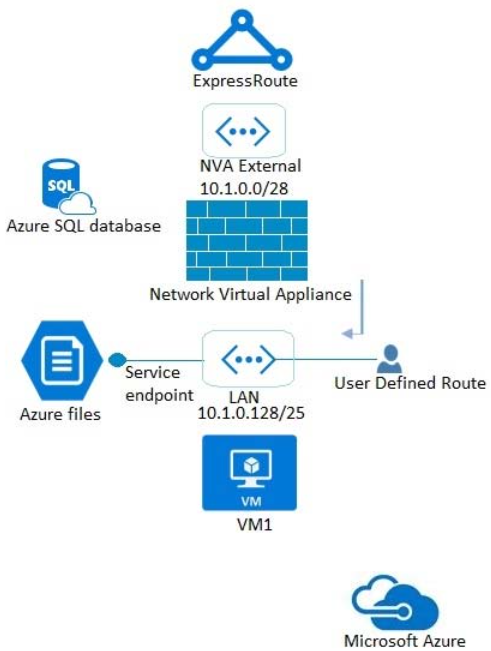 ExpressRoute
NVA External
10.1.0.0/28
SQL
Azure SQL database
Network Virtual Appliance
Service
endpoint
User Defined Route
Azure files
LAN
10.1.0.128/25
VM
VM1
Microsoft Azure